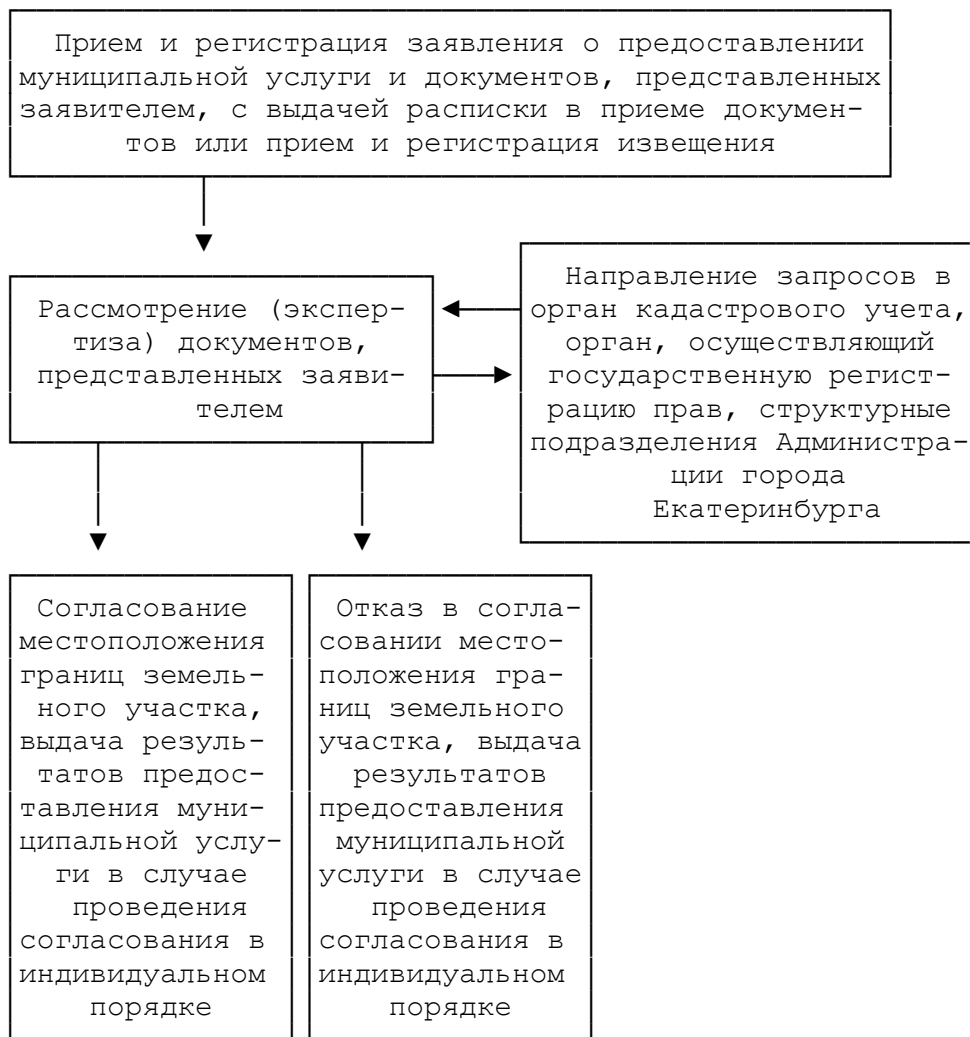 Прием и регистрация заявления о предоставлении
муниципальной услуги и документов, представленных
заявителем, с выдачей расписки в приеме докумен-
тов или прием и регистрация извещения
Рассмотрение (экспер-
тиза) документов,
представленных заяви-
телем
Направление запросов в
орган кадастрового учета,
орган, осуществляющий
государственную регист-
рацию прав, структурные
подразделения Администра-
ции города
Екатеринбурга
Согласование
местоположения
границ земель-
ного участка,
выдача резуль-
татов предос-
тавления муни-
ципальной услу-
ги в случае
проведения
согласования в
индивидуальном
порядке
Отказ в согла-
совании место-
положения гра-
ниц земельного
участка, выдача
результатов
предоставления
муниципальной
услуги в случае
проведения
согласования в
индивидуальном
порядке